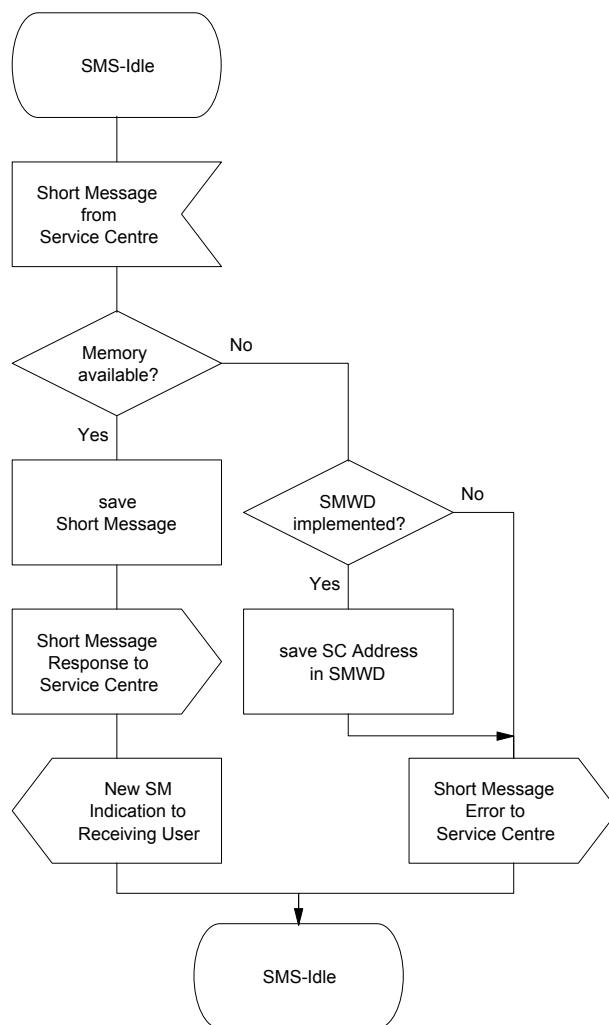 SMS-Idle
Short Message
from
Service Centre
Memory
available?
No
Yes
save
Short Message
SMWD
implemented?
No
Yes
Short Message
Response to
Service Centre
save SC Address
in SMWD
New SM
Indication to
Receiving User
Short Message
Error to
Service Centre
SMS-Idle